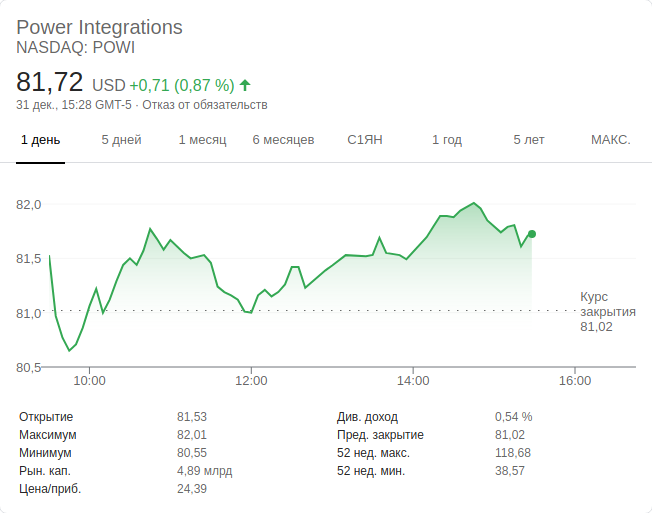 Power Integrations
NASDAQ: POWI
81,72 USD +0,71 (0,87 %)
31 дек., 15:28 GMT-5 · Отказ от обязательств
1 день 5 дней 1 месяц 6 месяцев С1ЯН 1 год 5 лет МАКС.
82,0
81,5
81,0
80,5
Курс
закрытия
81,02
10:00 12:00 14:00 16:00
Открытие 81,53 Див. доход 0,54 %
Максимум 82,01 Пред. закрытие 81,02
Минимум 80,55 52 нед. макс. 118,68
Рын. кап. 4,89 млрд 52 нед. мин. 38,57
Цена/приб. 24,39